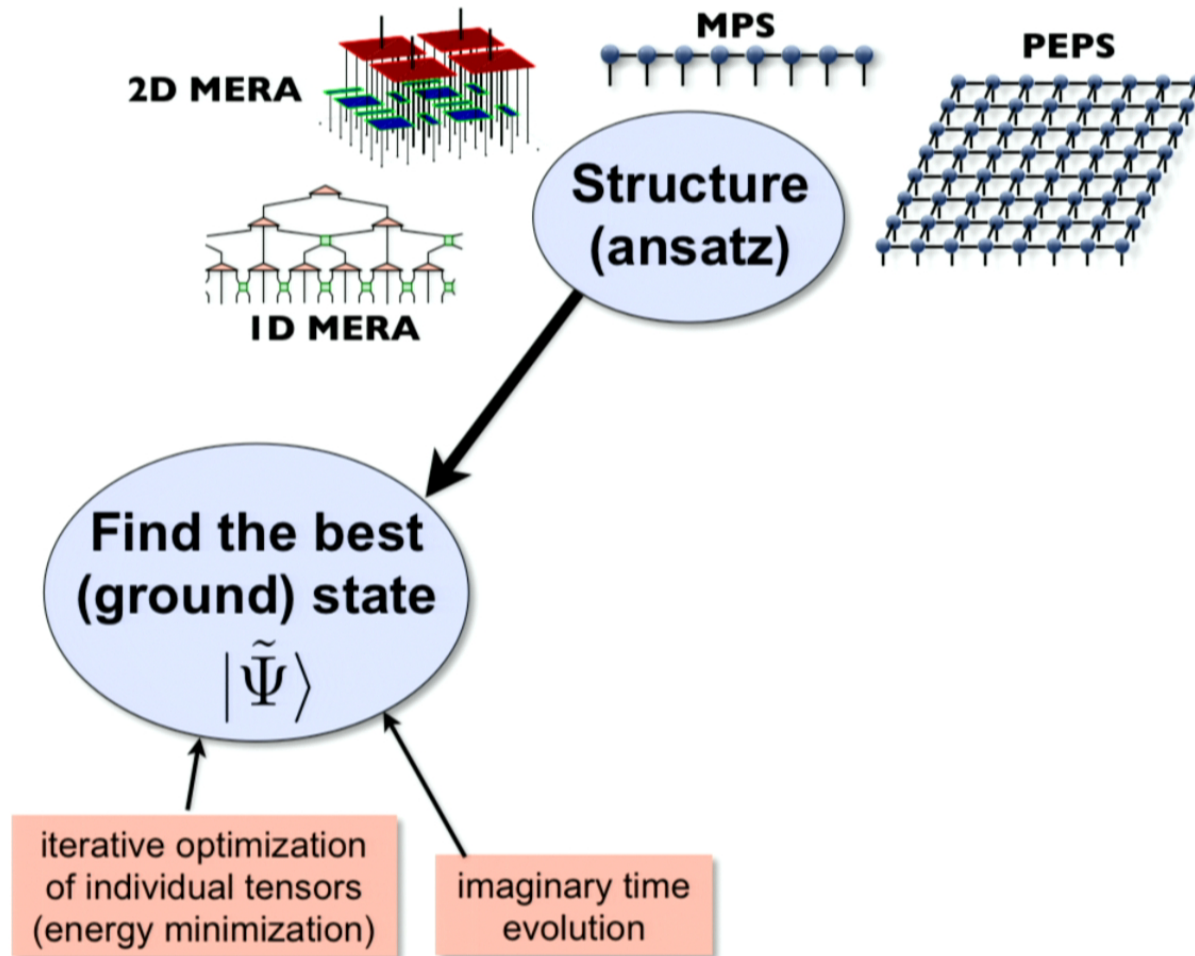 MPS
PEPS
2D MERA
Structure
(ansatz)
1D MERA
Find the best
(ground) state
|Ψ̃⟩
iterative optimization
of individual tensors
(energy minimization)
imaginary time
evolution